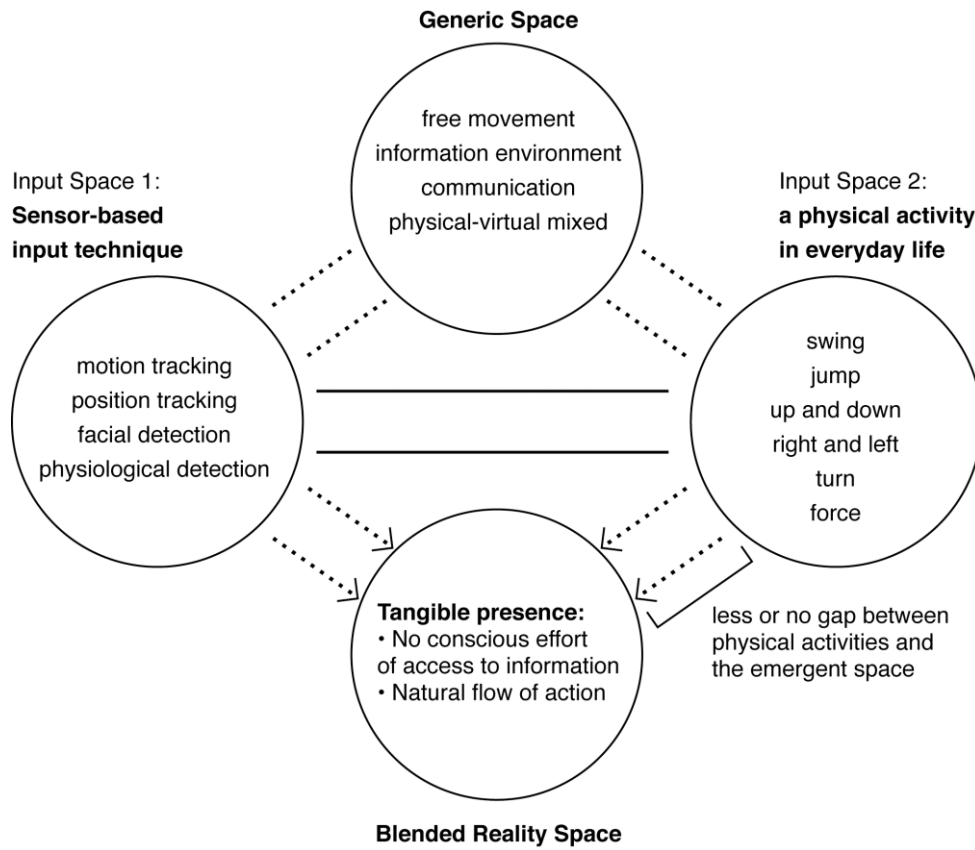 Generic Space
free movement
information environment
communication
physical-virtual mixed
Input Space 1:
Sensor-based
input technique
motion tracking
position tracking
facial detection
physiological detection
Input Space 2:
a physical activity
in everyday life
swing
jump
up and down
right and left
turn
force
Tangible presence:
• No conscious effort
of access to information
• Natural flow of action
less or no gap between
physical activities and
the emergent space
Blended Reality Space